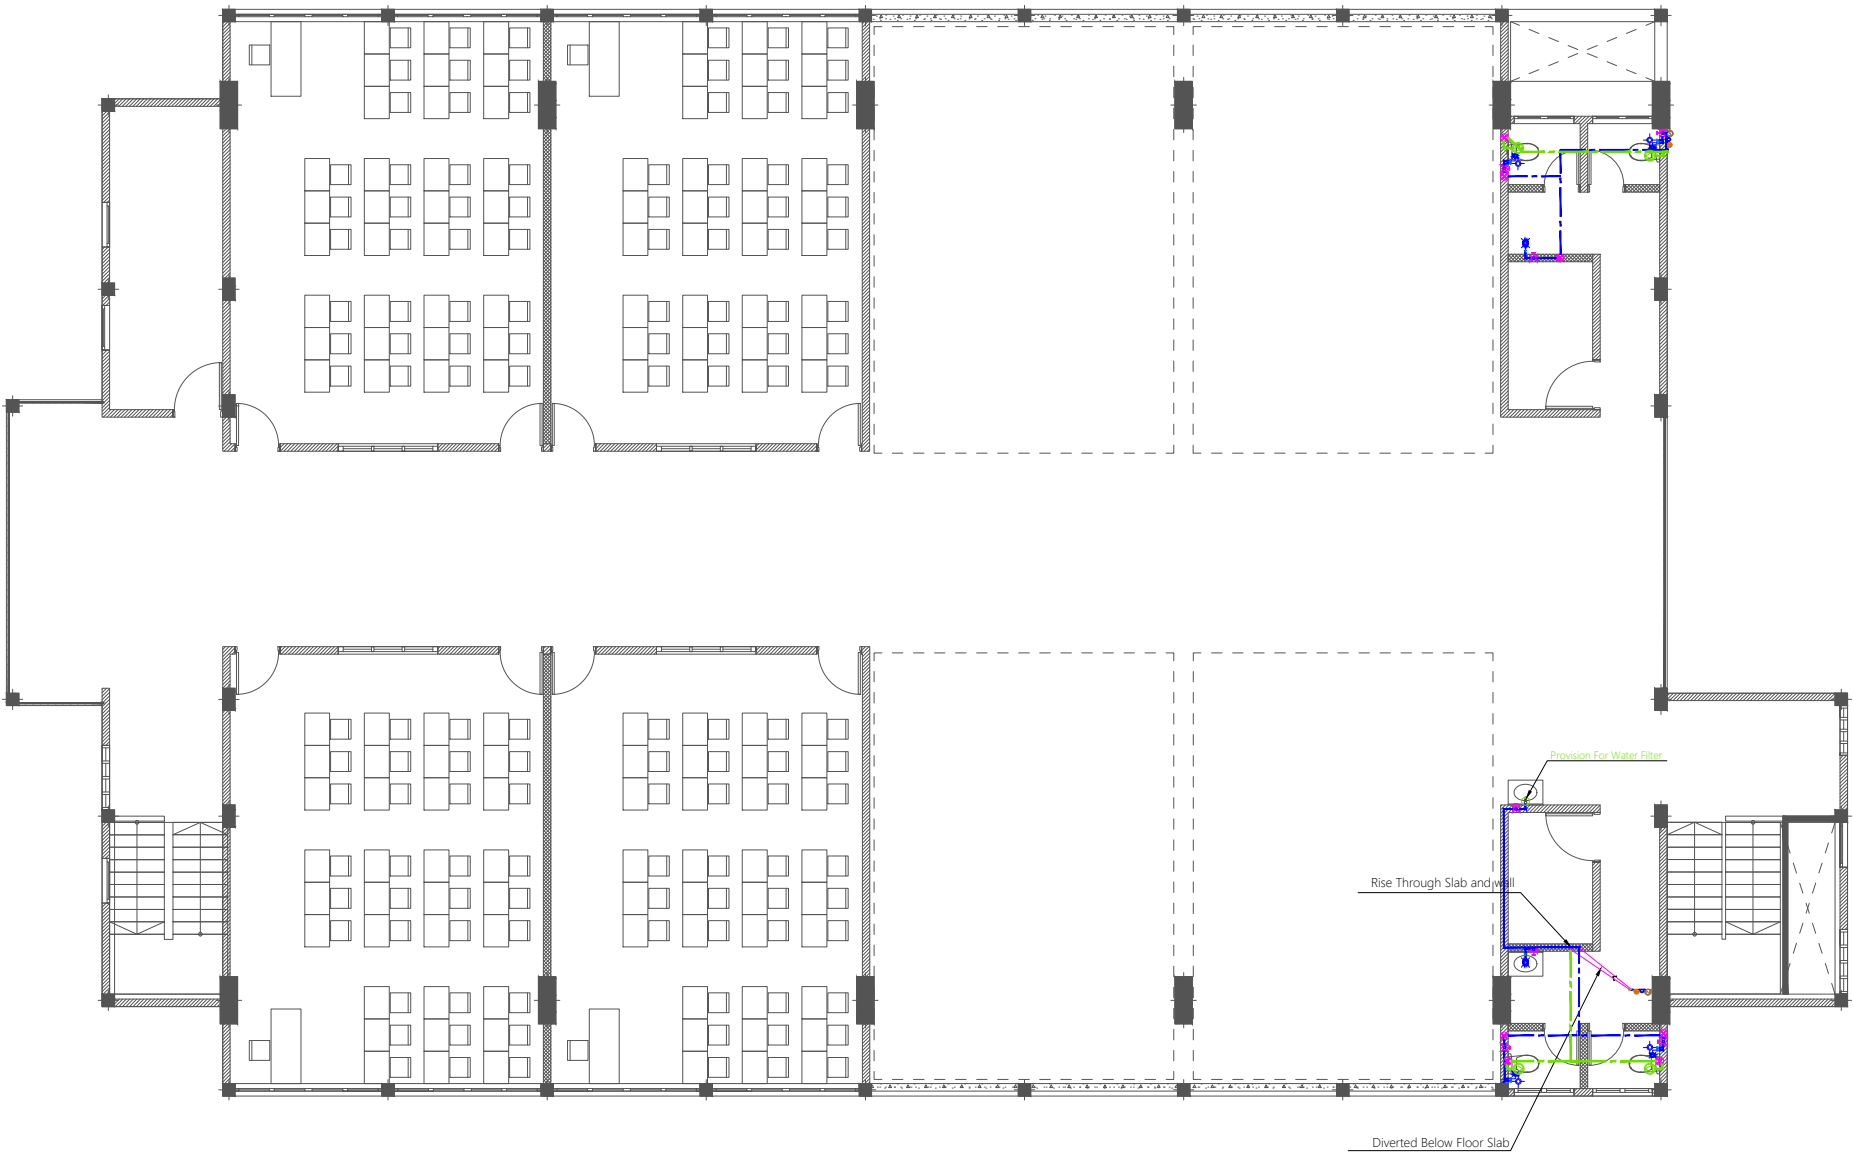 Provision For Water Filter
Rise Through Slab and wall
Diverted Below Floor Slab